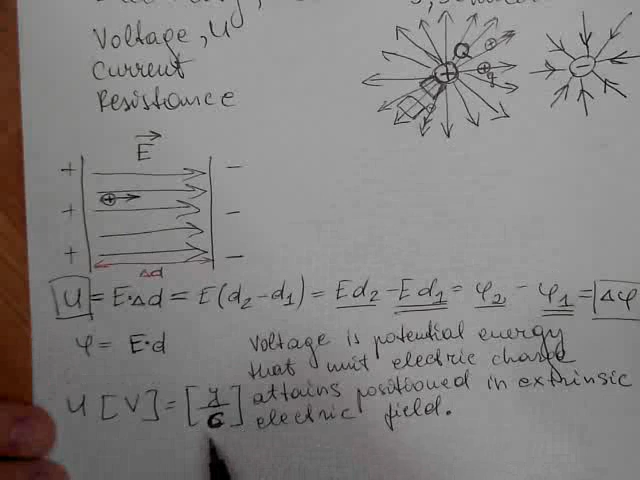 Voltage, U
Current
Resistance
Q
+
+
+
q
−
E
+ −
+
+ −
+ −
Δd
U = E·Δd = E(d₂ − d₁) = Ed₂ − Ed₁ = φ₂ − φ₁ = Δφ
φ = E·d
Voltage is potential energy
that unit electric charge
attains positioned in extrinsic
electric field.
U [V] = [J/C]